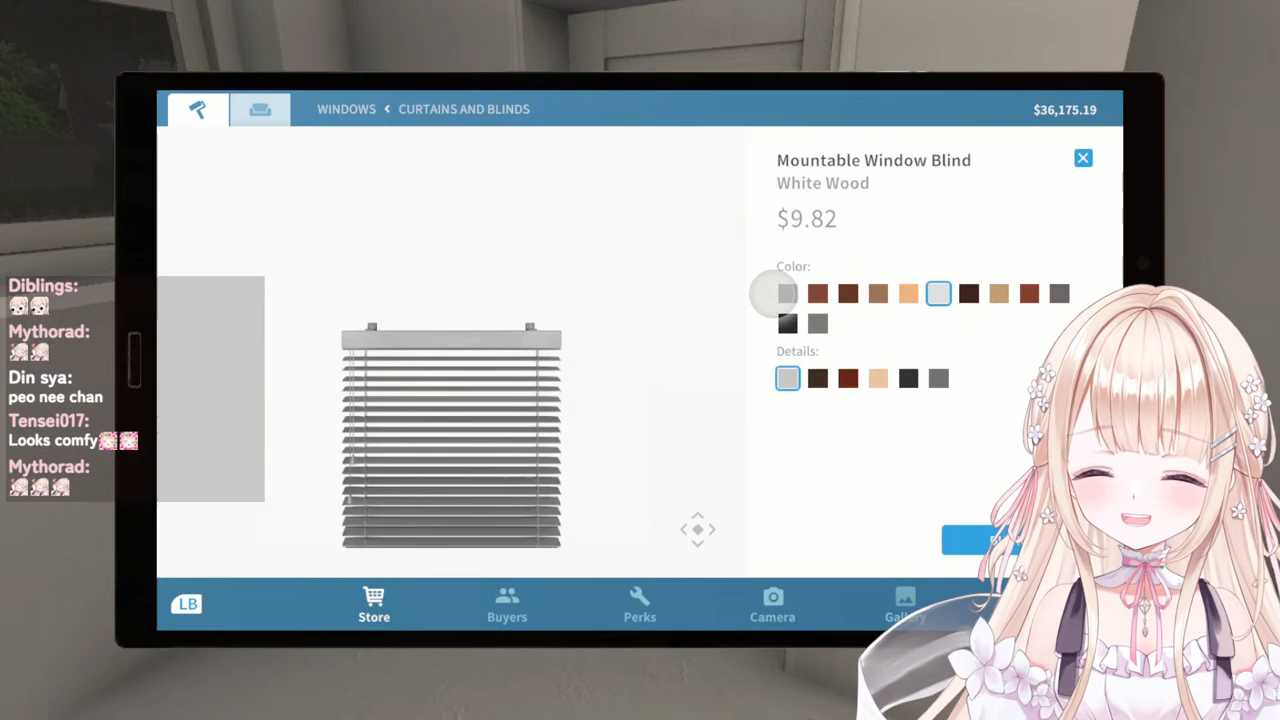 WINDOWS < CURTAINS AND BLINDS
$36,175.19
Mountable Window Blind
White Wood
$9.82
Color:
Details:
Diblings:
Mythorad:
Din sya:
peo nee chan
Tensei017:
Looks comfy
Mythorad:
LB
Store
Buyers
Perks
Camera
Gallery